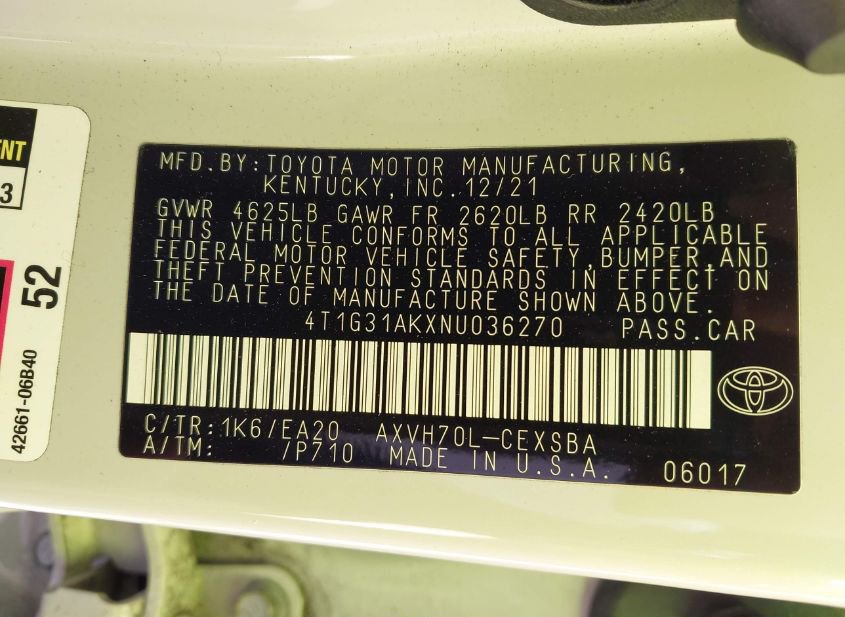 MFD.BY:TOYOTA MOTOR MANUFACTURING,
KENTUCKY,INC.12/21
GVWR 4625LB GAWR FR 2620LB RR 2420LB
THIS VEHICLE CONFORMS TO ALL APPLICABLE
FEDERAL MOTOR VEHICLE SAFETY,BUMPER,AND
THEFT PREVENTION STANDARDS IN EFFECT ON
THE DATE OF MANUFACTURE SHOWN ABOVE.
4T1G31AKXNU036270 PASS.CAR
C/TR:1K6/EA20 AXVH70L-CEXSBA
A/TM: /P710 MADE IN U.S.A. 06017
3
52
42661-06B40